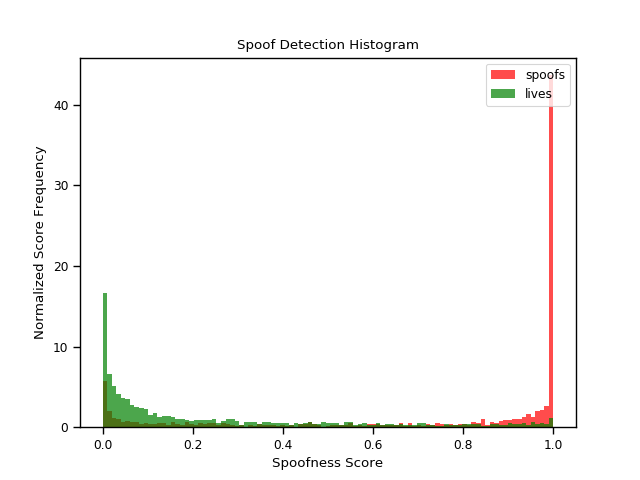 Spoof Detection Histogram
spoofs
lives
Normalized Score Frequency
40
30
20
10
0
0.0 0.2 0.4 0.6 0.8 1.0
Spoofness Score